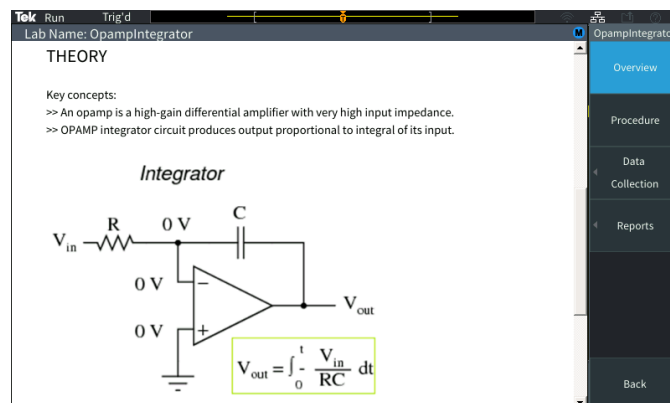 Tek Run Trig'd
Lab Name: OpampIntegrator
M
OpampIntegrato
THEORY
Key concepts:
>> An opamp is a high-gain differential amplifier with very high input impedance.
>> OPAMP integrator circuit produces output proportional to integral of its input.
Integrator
R
0 V
C
Vin
0 V
−
0 V
+
Vout
Vout = ∫0t - Vin/RC dt
Overview
Procedure
Data
Collection
Reports
Back